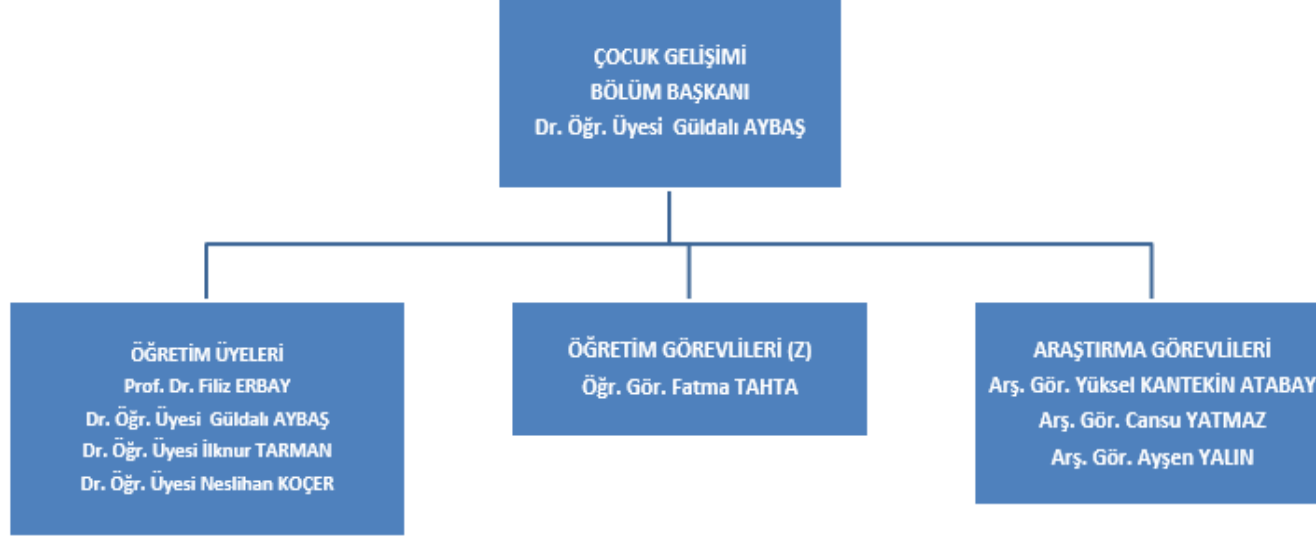 ÇOCUK GELİŞİMİ
BÖLÜM BAŞKANI
Dr. Öğr. Üyesi Güldalı AYBAŞ
ÖĞRETİM ÜYELERİ
Prof. Dr. Filiz ERBAY
Dr. Öğr. Üyesi Güldalı AYBAŞ
Dr. Öğr. Üyesi İlknur TARMAN
Dr. Öğr. Üyesi Neslihan KOÇER
ÖĞRETİM GÖREVLİLERİ (Z)
Öğr. Gör. Fatma TAHTA
ARAŞTIRMA GÖREVLİLERİ
Arş. Gör. Yüksel KANTEKİN ATABAY
Arş. Gör. Cansu YATMAZ
Arş. Gör. Ayşen YALIN